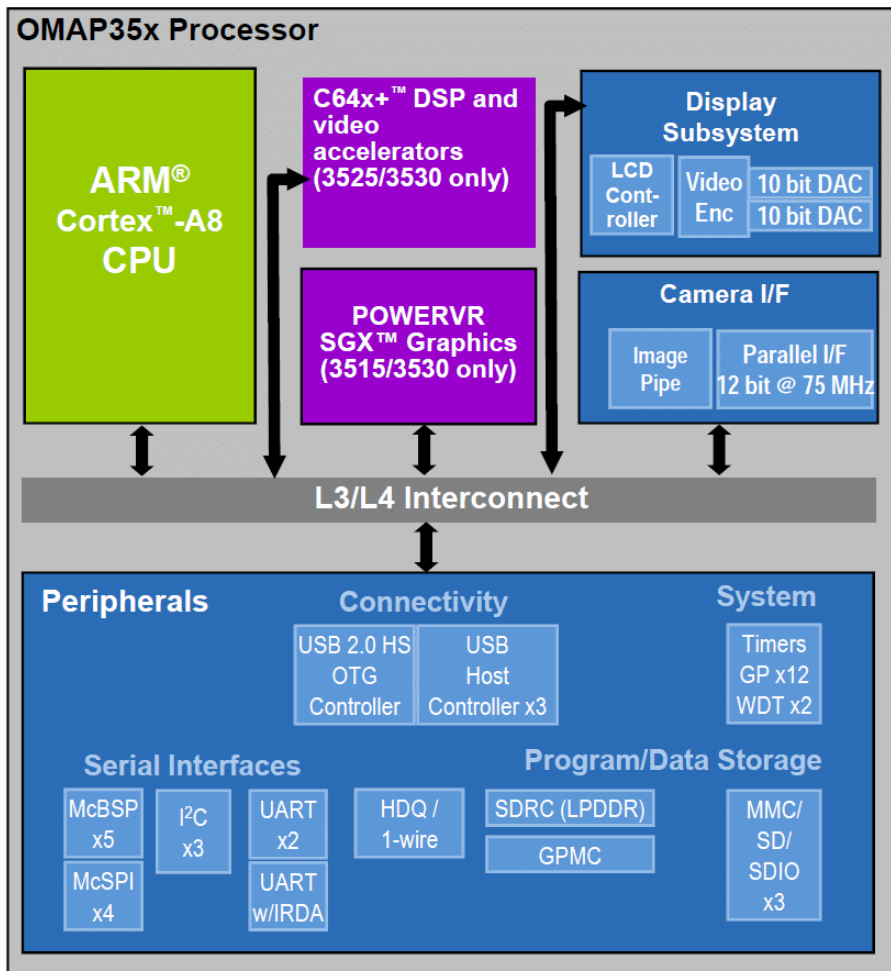 OMAP35x Processor
ARM®
Cortex™-A8
CPU
C64x+™ DSP and
video
accelerators
(3525/3530 only)
POWERVR
SGX™ Graphics
(3515/3530 only)
Display
Subsystem
LCD
Cont-
roller
Video
Enc
10 bit DAC
10 bit DAC
Camera I/F
Image
Pipe
Parallel I/F
12 bit @ 75 MHz
L3/L4 Interconnect
Peripherals
Connectivity
USB 2.0 HS
OTG
Controller
USB
Host
Controller x3
System
Timers
GP x12
WDT x2
Serial Interfaces
McBSP
x5
McSPI
x4
I²C
x3
UART
x2
UART
w/IRDA
HDQ /
1-wire
Program/Data Storage
SDRC (LPDDR)
GPMC
MMC/
SD/
SDIO
x3